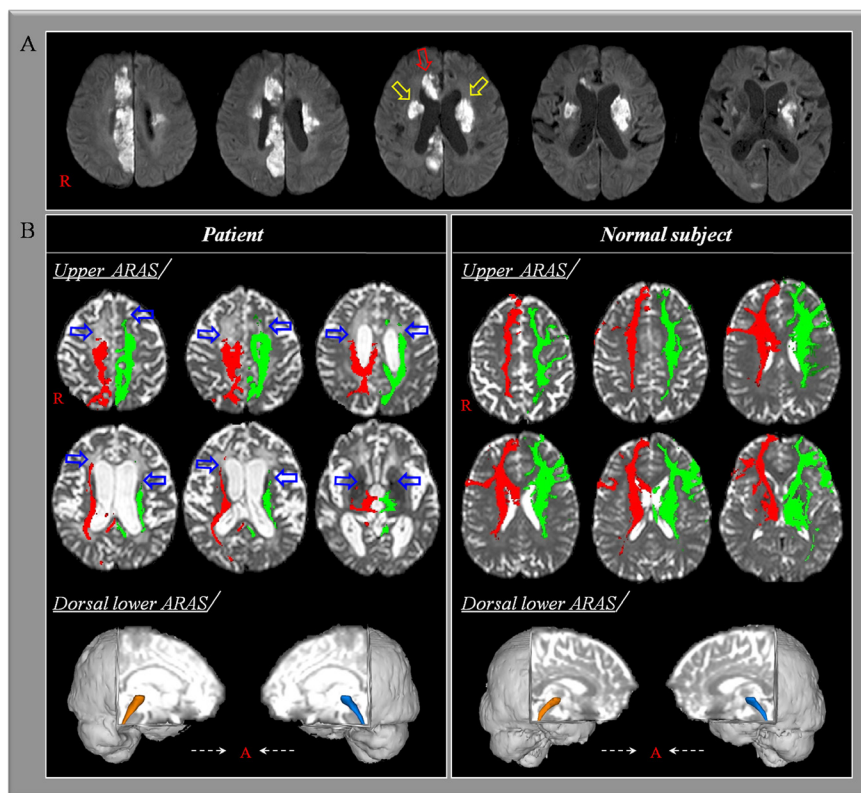 A
R
B
Patient
Upper ARAS/
R
Dorsal lower ARAS/
A
Normal subject
Upper ARAS/
R
Dorsal lower ARAS/
A